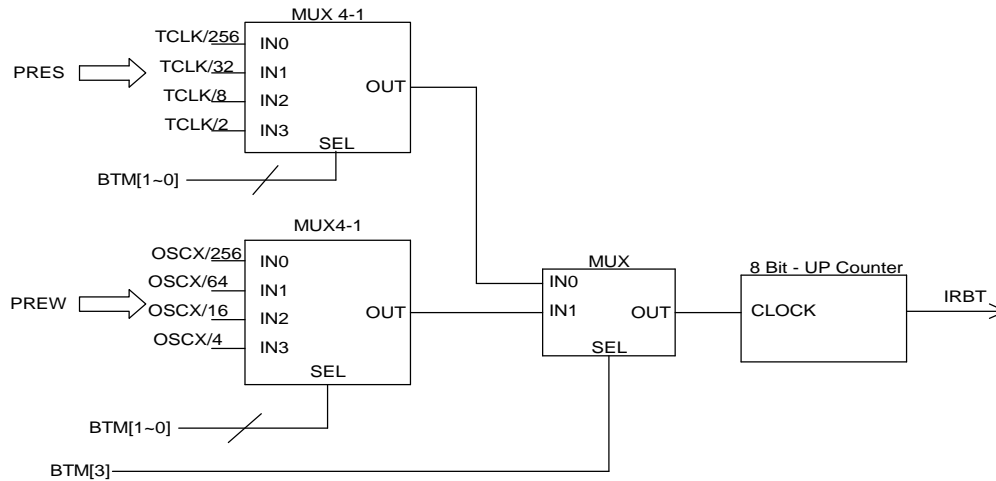 MUX 4-1
TCLK/256
IN0
PRES
TCLK/32
IN1
OUT
TCLK/8
IN2
TCLK/2
IN3
SEL
BTM[1~0]
MUX4-1
OSCX/256
IN0
PREW
OSCX/64
IN1
OSCX/16
IN2
OUT
OSCX/4
IN3
SEL
BTM[1~0]
MUX
IN0
IN1
OUT
SEL
BTM[3]
8 Bit - UP Counter
CLOCK
IRBT